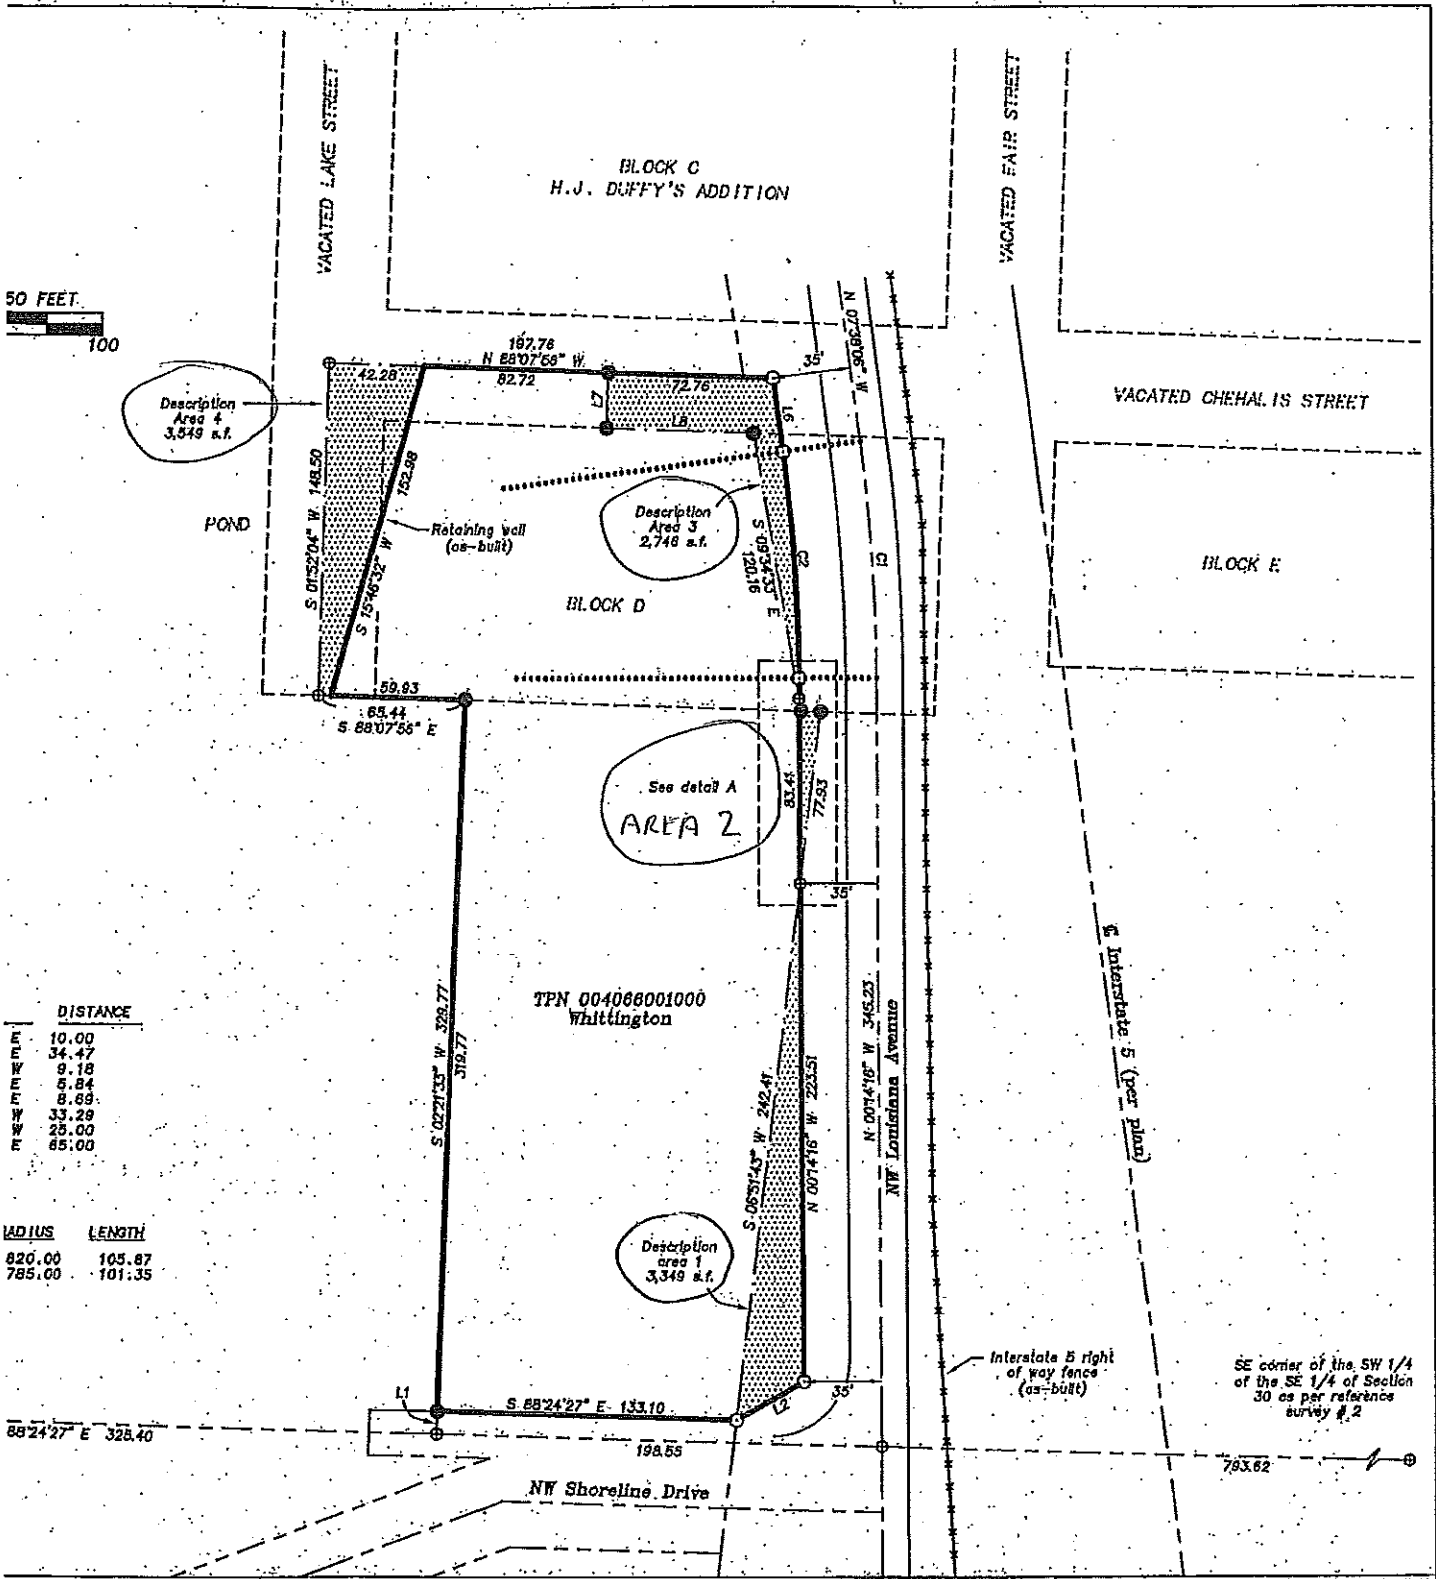 VACATED LAKE STREET
BLOCK C
H.J. DUFFY'S ADDITION
VACATED FAIR STREET
50 FEET
100
197.76
N 88°07'56" W
42.28
82.72
72.76
35'
N 07°38'06" W
L7
L8
L6
VACATED CHEHALIS STREET
Description
Area 4
3,549 s.f.
S 01°52'04" W 148.50
152.98
S 15°46'32" W
POND
Retaining wall
(as-built)
Description
Area 3
2,746 s.f.
S 09°34'33" E
120.16
C2
C1
BLOCK D
BLOCK E
59.93
65.44
S 88°07'56" E
See detail A
AREA 2
83.41
77.93
35'
TPN 004066001000
Whittington
S 02°21'33" W 329.77
319.77
DISTANCE
E 10.00
E 34.47
W 9.18
E 5.84
E 8.69
W 33.29
W 25.00
E 65.00
RADIUS LENGTH
820.00 105.87
785.00 101.35
S 06°51'43" W 242.41
N 00°14'16" W 223.51
N 00°14'16" W 346.23
NW Louisiana Avenue
℄ Interstate 5 (per plan)
Description
area 1
3,349 s.f.
Interstate 5 right
of way fence
(as-built)
SE corner of the SW 1/4
of the SE 1/4 of Section
30 as per reference
survey # 2
L1
S 88°24'27" E 133.10
L2
35'
88°24'27" E 328.40
198.55
793.62
NW Shoreline Drive